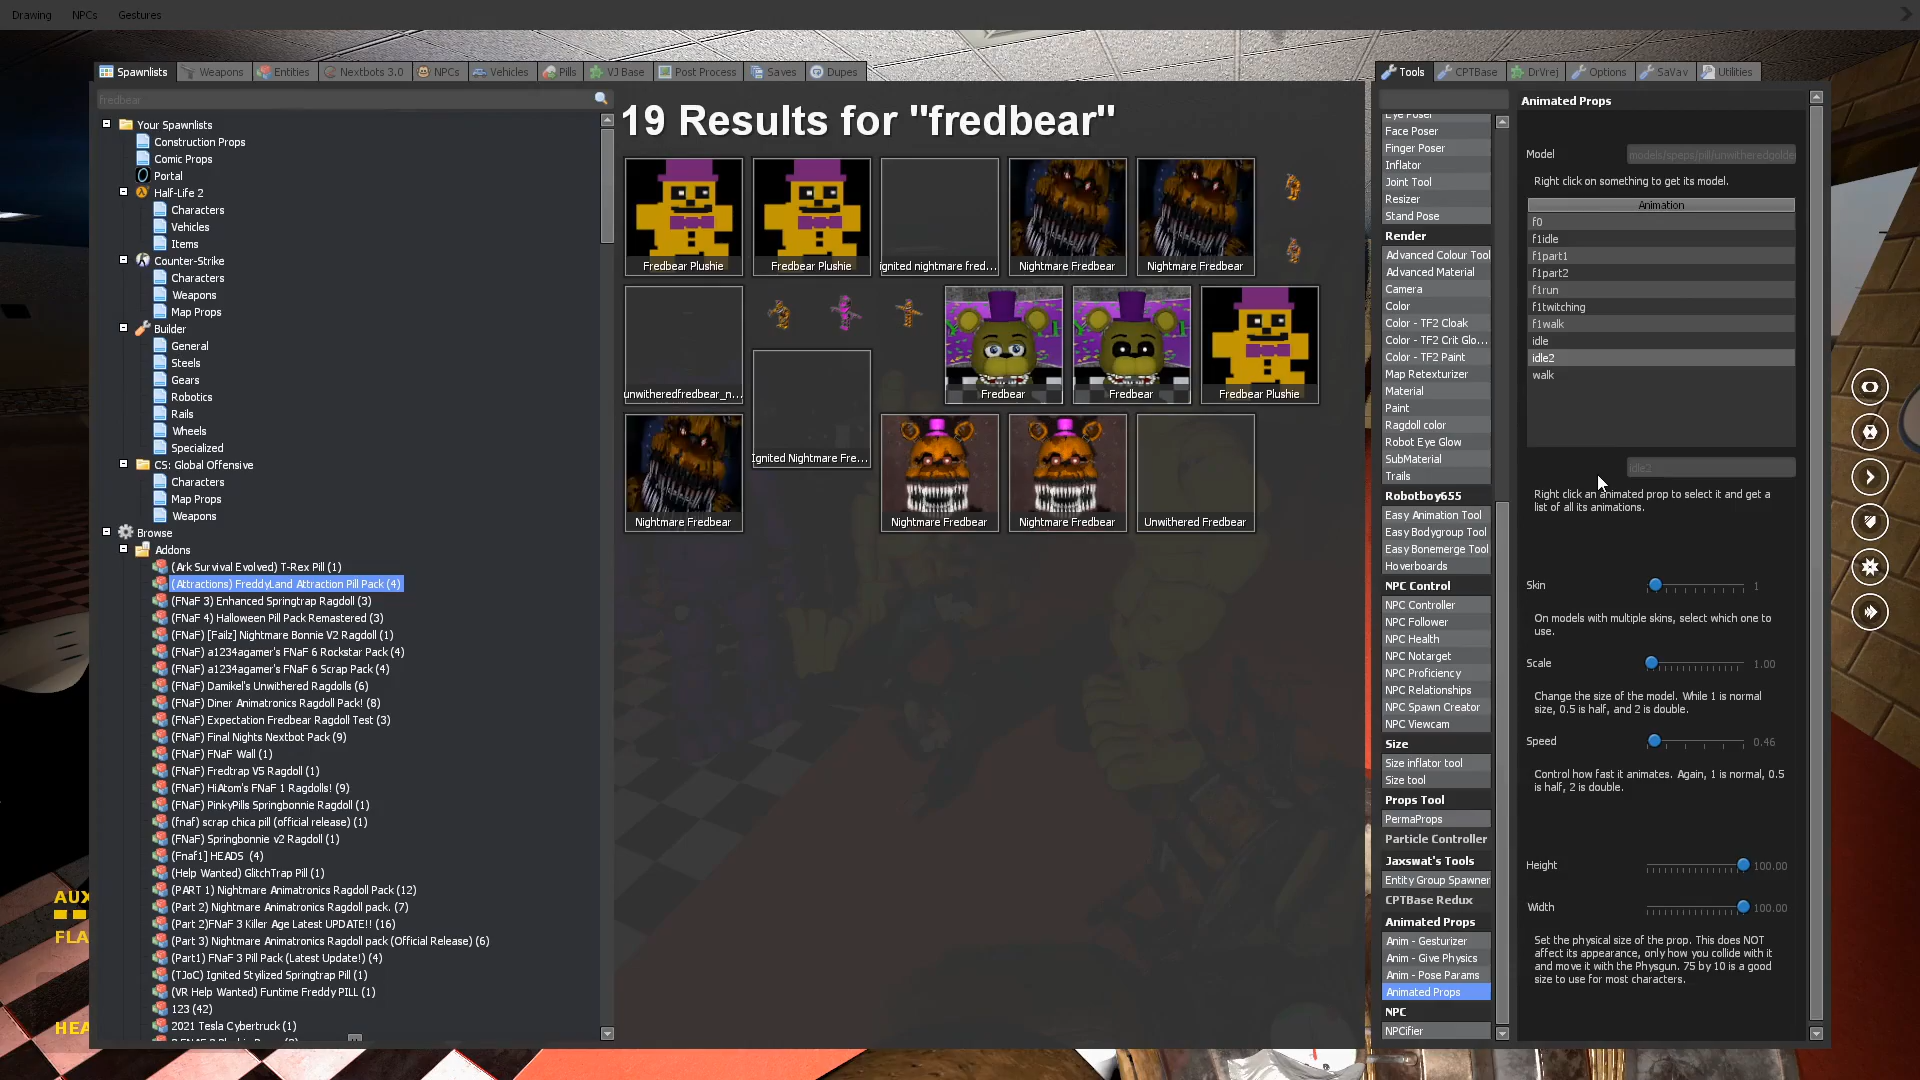 Drawing NPCs Gestures
Spawnlists Weapons Entities Nextbots 3.0 NPCs Vehicles Pills VJ Base Post Process Saves Dupes
fredbear
Your Spawnlists
Construction Props
Comic Props
Portal
Half-Life 2
Characters
Vehicles
Items
Counter-Strike
Characters
Weapons
Map Props
Builder
General
Steels
Gears
Robotics
Rails
Wheels
Specialized
CS: Global Offensive
Characters
Map Props
Weapons
Browse
Addons
(Ark Survival Evolved) T-Rex Pill (1)
(Attractions) FreddyLand Attraction Pill Pack (4)
(FNaF 3) Enhanced Springtrap Ragdoll (3)
(FNaF 4) Halloween Pill Pack Remastered (3)
(FNaF) [Failz] Nightmare Bonnie V2 Ragdoll (1)
(FNaF) a1234agamer's FNaF 6 Rockstar Pack (4)
(FNaF) a1234agamer's FNaF 6 Scrap Pack (4)
(FNaF) Damikel's Unwithered Ragdolls (6)
(FNaF) Diner Animatronics Ragdoll Pack! (8)
(FNaF) Expectation Fredbear Ragdoll Test (3)
(FNaF) Final Nights Nextbot Pack (9)
(FNaF) FNaF Wall (1)
(FNaF) Fredtrap V5 Ragdoll (1)
(FNaF) HiAtom's FNaF 1 Ragdolls! (9)
(FNaF) PinkyPills Springbonnie Ragdoll (1)
(fnaf) scrap chica pill (official release) (1)
(FNaF) Springbonnie v2 Ragdoll (1)
(Fnaf1] HEADS (4)
(Help Wanted) GlitchTrap Pill (1)
(PART 1) Nightmare Animatronics Ragdoll Pack (12)
(Part 2) Nightmare Animatronics Ragdoll pack. (7)
(Part 2)FNaF 3 Killer Age Latest UPDATE!! (16)
(Part 3) Nightmare Animatronics Ragdoll pack (Official Release) (6)
(Part1) FNaF 3 Pill Pack (Latest Update!) (4)
(TJoC) Ignited Styilized Springtrap Pill (1)
(VR Help Wanted) Funtime Freddy PILL (1)
123 (42)
2021 Tesla Cybertruck (1)
19 Results for "fredbear"
Fredbear Plushie
Fredbear Plushie
ignited nightmare fred...
Nightmare Fredbear
Nightmare Fredbear
unwitheredfredbear_n...
Ignited Nightmare Fre...
Fredbear
Fredbear
Fredbear Plushie
Nightmare Fredbear
Nightmare Fredbear
Nightmare Fredbear
Unwithered Fredbear
Tools CPTBase DrVrej Options SaVav Utilities
Eye Poser
Face Poser
Finger Poser
Inflator
Joint Tool
Resizer
Stand Pose
Render
Advanced Colour Tool
Advanced Material
Camera
Color
Color - TF2 Cloak
Color - TF2 Crit Glo...
Color - TF2 Paint
Map Retexturizer
Material
Paint
Ragdoll color
Robot Eye Glow
SubMaterial
Trails
Robotboy655
Easy Animation Tool
Easy Bodygroup Tool
Easy Bonemerge Tool
Hoverboards
NPC Control
NPC Controller
NPC Follower
NPC Health
NPC Notarget
NPC Proficiency
NPC Relationships
NPC Spawn Creator
NPC Viewcam
Size
Size inflator tool
Size tool
Props Tool
PermaProps
Particle Controller
Jaxswat's Tools
Entity Group Spawner
CPTBase Redux
Animated Props
Anim - Gesturizer
Anim - Give Physics
Anim - Pose Params
Animated Props
NPC
NPCifier
Animated Props
Model models/speps/pill/unwitheredgolde
Right click on something to get its model.
Animation
f0
f1idle
f1part1
f1part2
f1run
f1twitching
f1walk
idle
idle2
walk
idle2
Right click an animated prop to select it and get a
list of all its animations.
Skin 1
On models with multiple skins, select which one to
use.
Scale 1.00
Change the size of the model. While 1 is normal
size, 0.5 is half, and 2 is double.
Speed 0.46
Control how fast it animates. Again, 1 is normal, 0.5
is half, 2 is double.
Height 100.00
Width 100.00
Set the physical size of the prop. This does NOT
affect its appearance, only how you collide with it
and move it with the Physgun. 75 by 10 is a good
size to use for most characters.
AUX
FLA
HEA